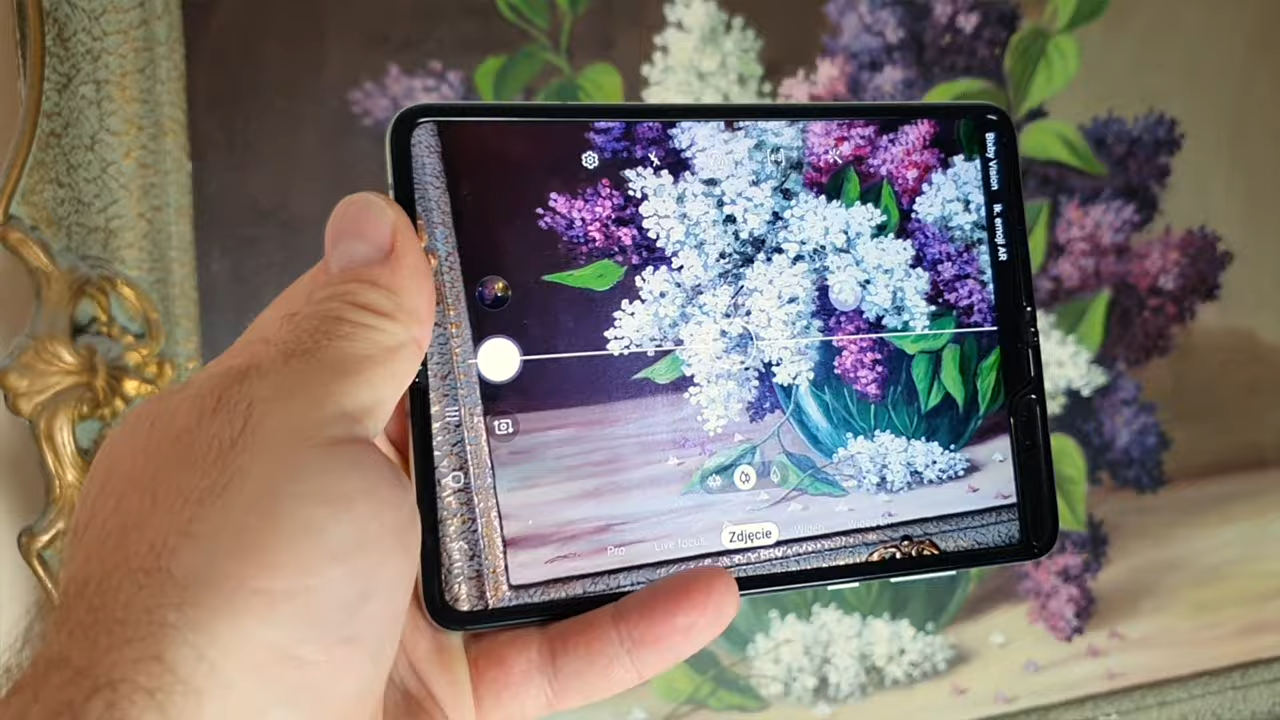 Bixby Vision
Ik. emoji AR
Pro
Live focus
Zdjęcie
Wideo